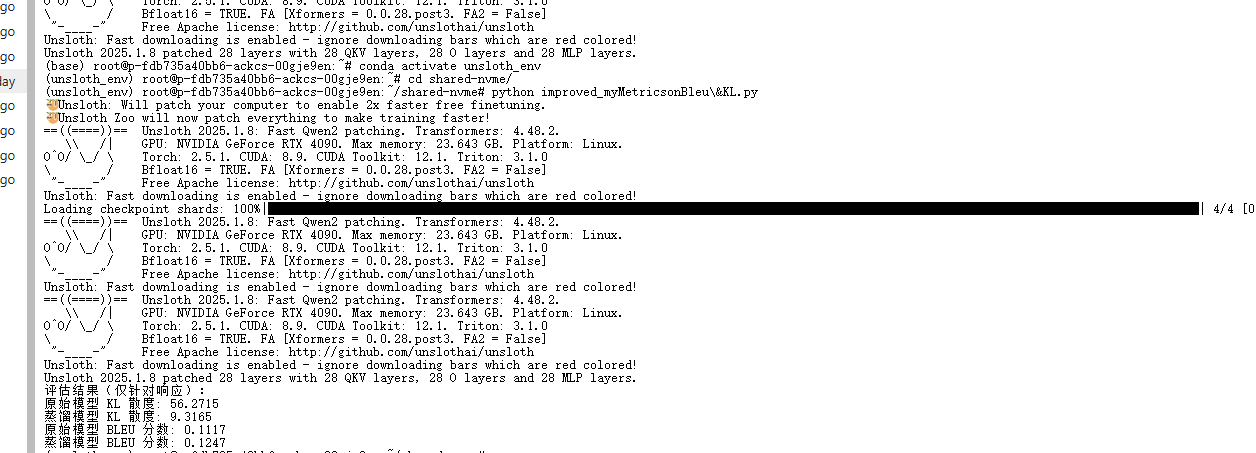 go
O^O/ \_/ \    Torch: 2.5.1. CUDA: 8.9. CUDA Toolkit: 12.1. Triton: 3.1.0
\        /    Bfloat16 = TRUE. FA [Xformers = 0.0.28.post3. FA2 = False]
"-____-"     Free Apache license: http://github.com/unslothai/unsloth
go
Unsloth: Fast downloading is enabled - ignore downloading bars which are red colored!
go
Unsloth 2025.1.8 patched 28 layers with 28 QKV layers, 28 O layers and 28 MLP layers.
(base) root@p-fdb735a40bb6-ackcs-00gje9en:~# conda activate unsloth_env
lay
(unsloth_env) root@p-fdb735a40bb6-ackcs-00gje9en:~# cd shared-nvme/
(unsloth_env) root@p-fdb735a40bb6-ackcs-00gje9en:~/shared-nvme# python improved_myMetricsonBleu\&KL.py
go
🦥Unsloth: Will patch your computer to enable 2x faster free finetuning.
🦥Unsloth Zoo will now patch everything to make training faster!
go
==((====))==  Unsloth 2025.1.8: Fast Qwen2 patching. Transformers: 4.48.2.
\\   /|    GPU: NVIDIA GeForce RTX 4090. Max memory: 23.643 GB. Platform: Linux.
go
O^O/ \_/ \    Torch: 2.5.1. CUDA: 8.9. CUDA Toolkit: 12.1. Triton: 3.1.0
\        /    Bfloat16 = TRUE. FA [Xformers = 0.0.28.post3. FA2 = False]
go
"-____-"     Free Apache license: http://github.com/unslothai/unsloth
Unsloth: Fast downloading is enabled - ignore downloading bars which are red colored!
Loading checkpoint shards: 100%| | 4/4 [0
==((====))==  Unsloth 2025.1.8: Fast Qwen2 patching. Transformers: 4.48.2.
\\   /|    GPU: NVIDIA GeForce RTX 4090. Max memory: 23.643 GB. Platform: Linux.
O^O/ \_/ \    Torch: 2.5.1. CUDA: 8.9. CUDA Toolkit: 12.1. Triton: 3.1.0
\        /    Bfloat16 = TRUE. FA [Xformers = 0.0.28.post3. FA2 = False]
"-____-"     Free Apache license: http://github.com/unslothai/unsloth
Unsloth: Fast downloading is enabled - ignore downloading bars which are red colored!
==((====))==  Unsloth 2025.1.8: Fast Qwen2 patching. Transformers: 4.48.2.
\\   /|    GPU: NVIDIA GeForce RTX 4090. Max memory: 23.643 GB. Platform: Linux.
O^O/ \_/ \    Torch: 2.5.1. CUDA: 8.9. CUDA Toolkit: 12.1. Triton: 3.1.0
\        /    Bfloat16 = TRUE. FA [Xformers = 0.0.28.post3. FA2 = False]
"-____-"     Free Apache license: http://github.com/unslothai/unsloth
Unsloth: Fast downloading is enabled - ignore downloading bars which are red colored!
Unsloth 2025.1.8 patched 28 layers with 28 QKV layers, 28 O layers and 28 MLP layers.
评估结果（仅针对响应）:
原始模型 KL 散度: 56.2715
蒸馏模型 KL 散度: 9.3165
原始模型 BLEU 分数: 0.1117
蒸馏模型 BLEU 分数: 0.1247